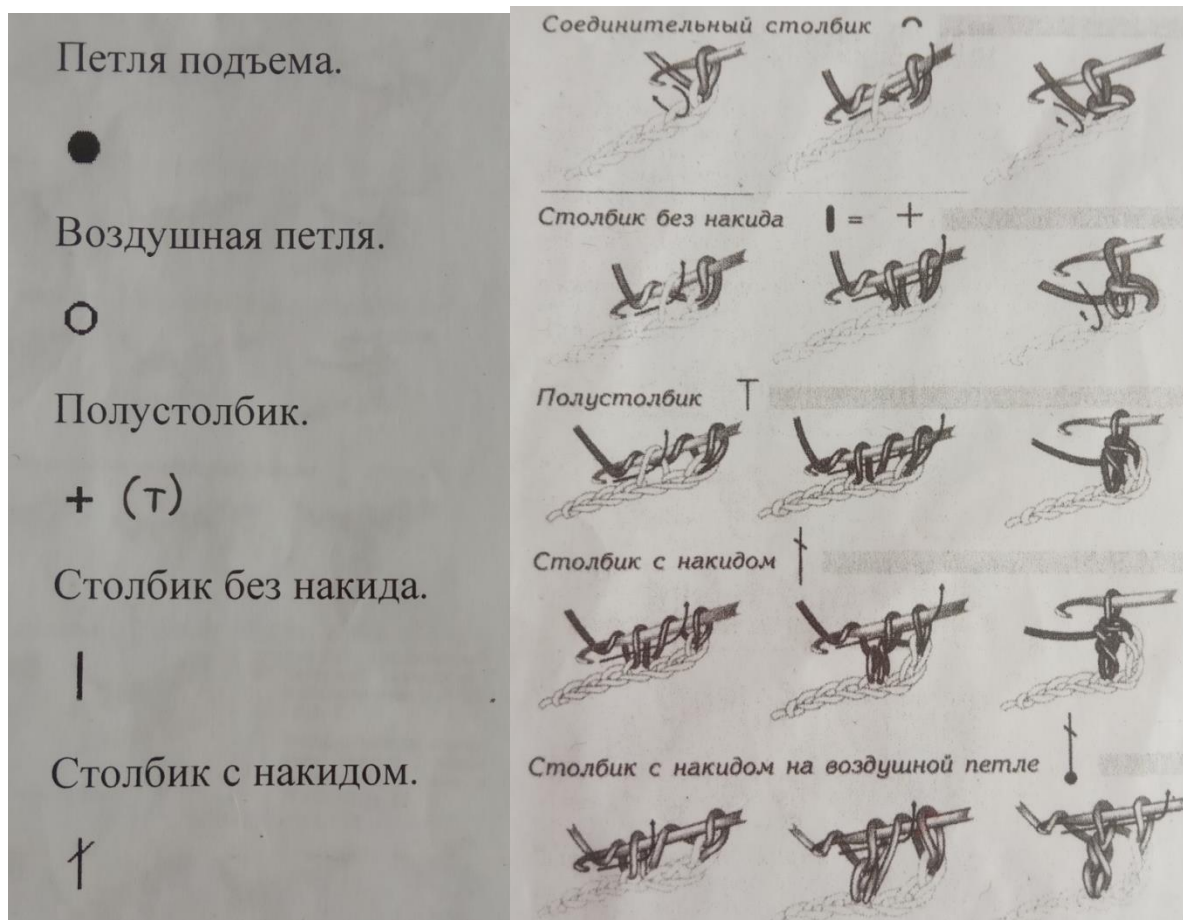 Петля подъема.
Воздушная петля.
Полустолбик.
+ (т)
Столбик без накида.
Столбик с накидом.
Соединительный столбик
Столбик без накида = +
Полустолбик
Столбик с накидом
Столбик с накидом на воздушной петле